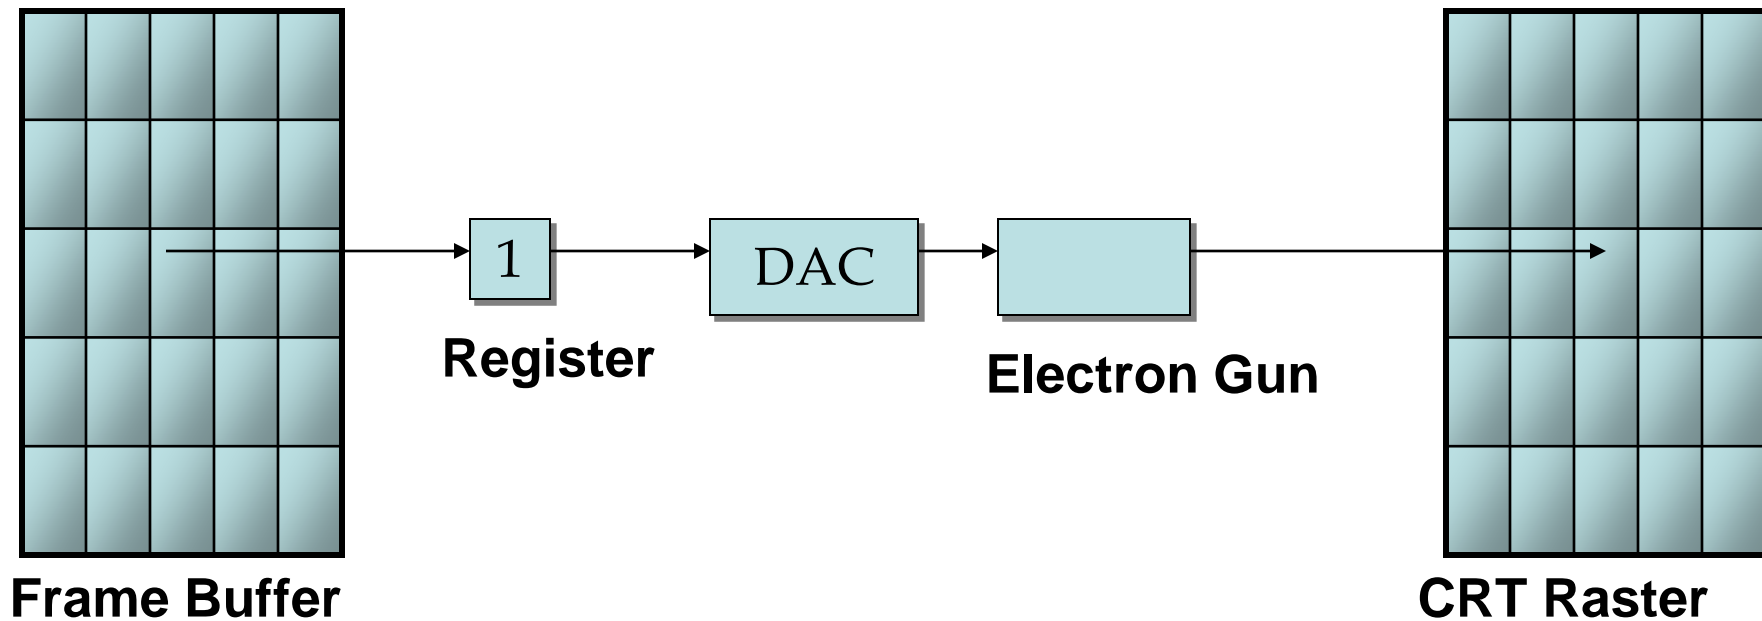 1
DAC
Register
Electron Gun
Frame Buffer
CRT Raster